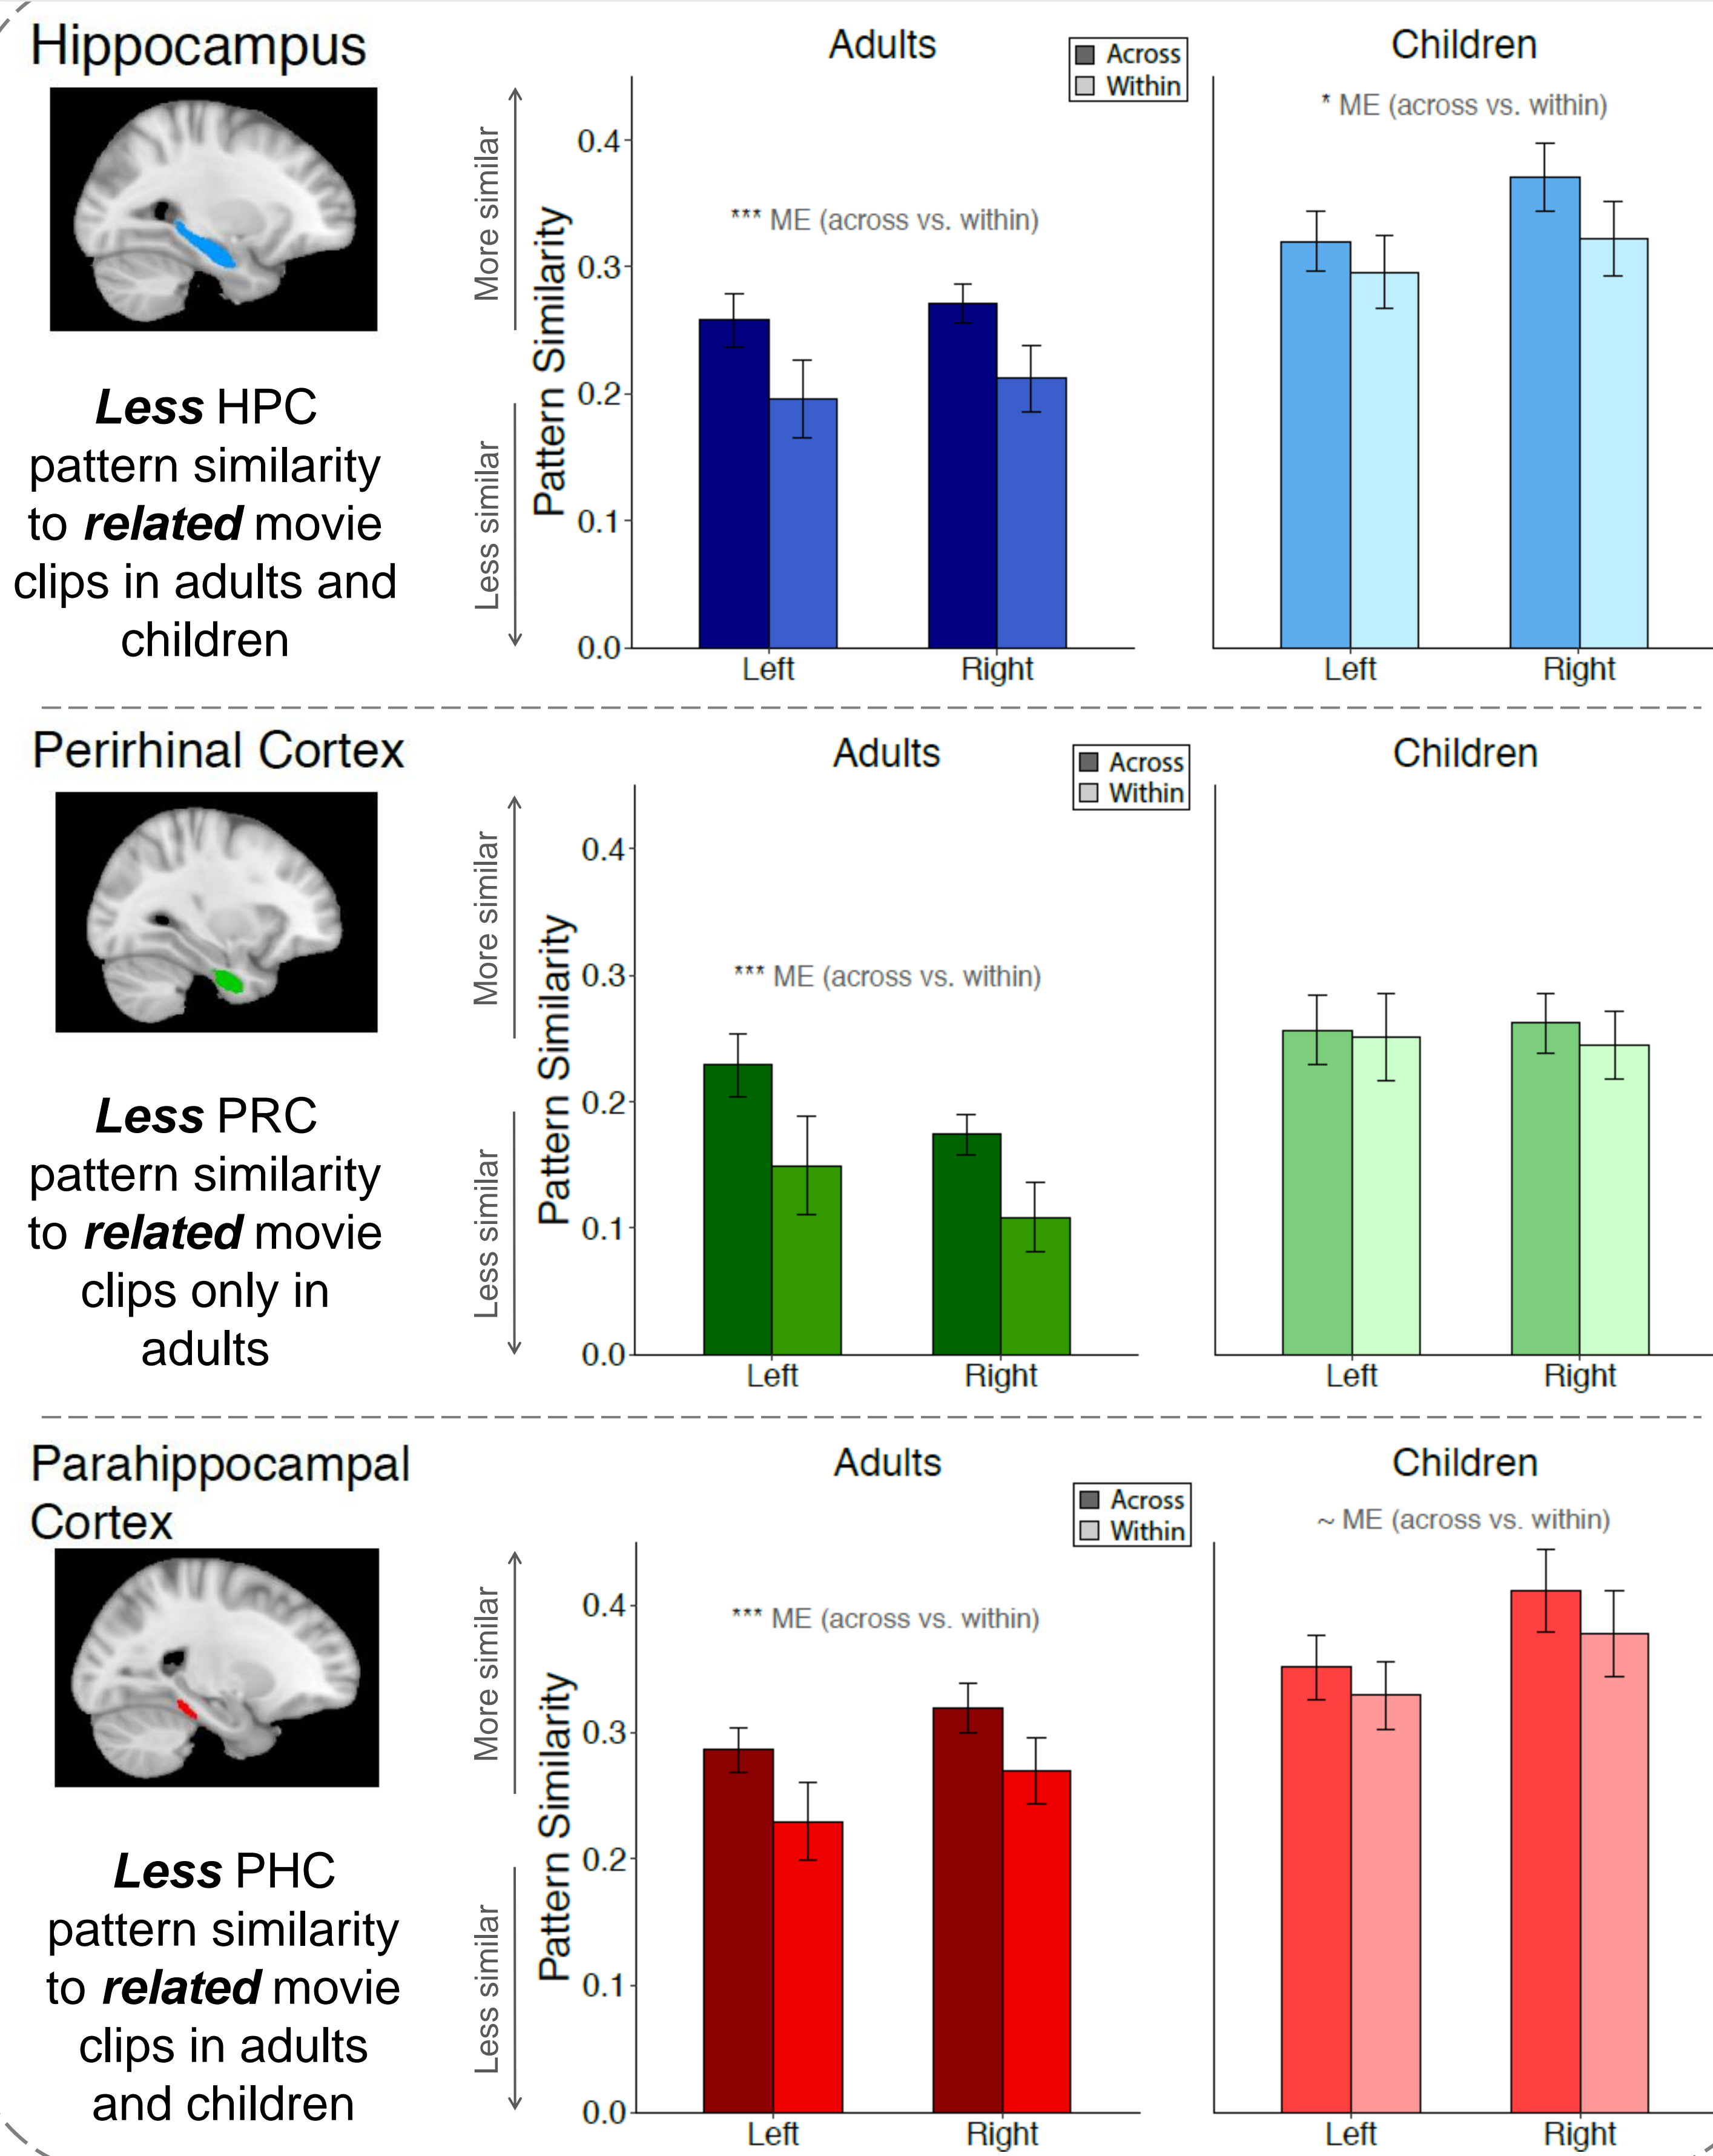 Hippocampus
Less HPC
pattern similarity
to related movie
clips in adults and
children
More similar
Less similar
Pattern Similarity
Adults
Across
Within
*** ME (across vs. within)
0.4
0.3
0.2
0.1
0.0
Left
Right
Children
* ME (across vs. within)
Left
Right
Perirhinal Cortex
Less PRC
pattern similarity
to related movie
clips only in
adults
More similar
Less similar
Pattern Similarity
Adults
Across
Within
*** ME (across vs. within)
0.4
0.3
0.2
0.1
0.0
Left
Right
Children
Left
Right
Parahippocampal
Cortex
Less PHC
pattern similarity
to related movie
clips in adults
and children
More similar
Less similar
Pattern Similarity
Adults
Across
Within
*** ME (across vs. within)
0.4
0.3
0.2
0.1
0.0
Left
Right
Children
~ ME (across vs. within)
Left
Right